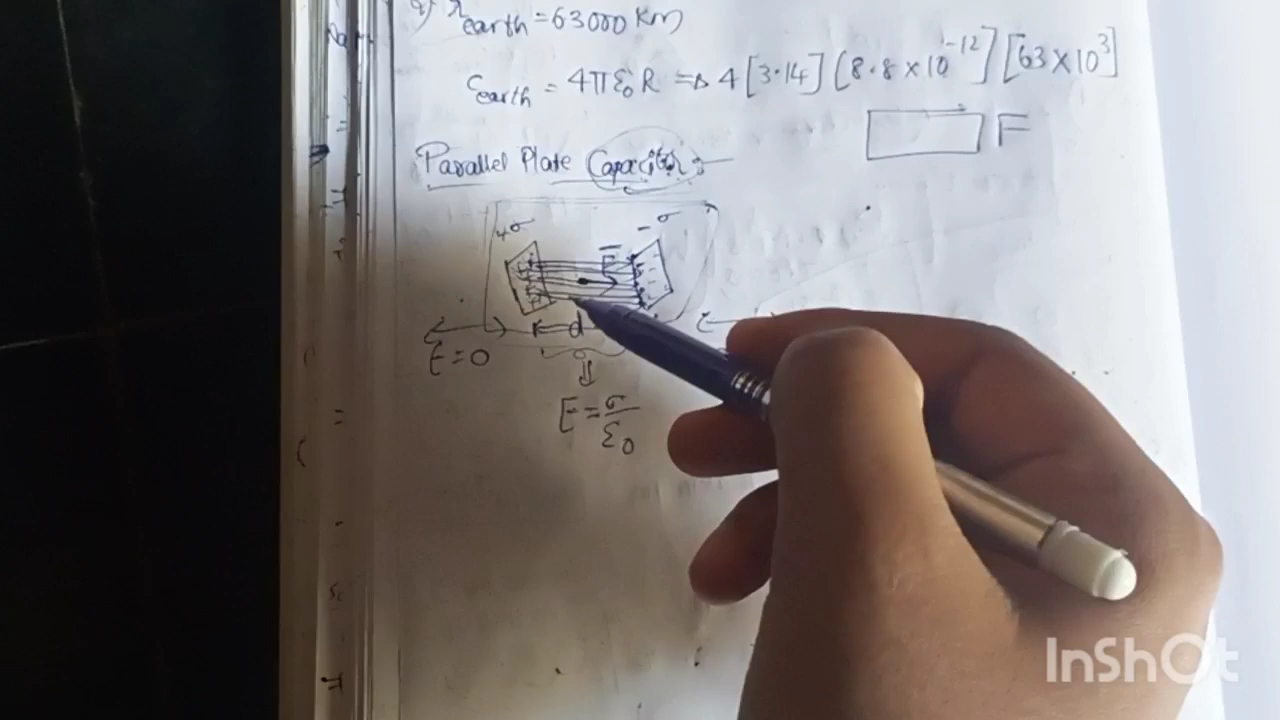 r earth = 63000 Km
C earth = 4πε₀R ⇒ 4[3.14](8.8×10⁻¹²][63×10³]
F
Parallel Plate Capacitor :-
+σ
-σ
E
d
E=0
E = σ/ε₀
InShOt